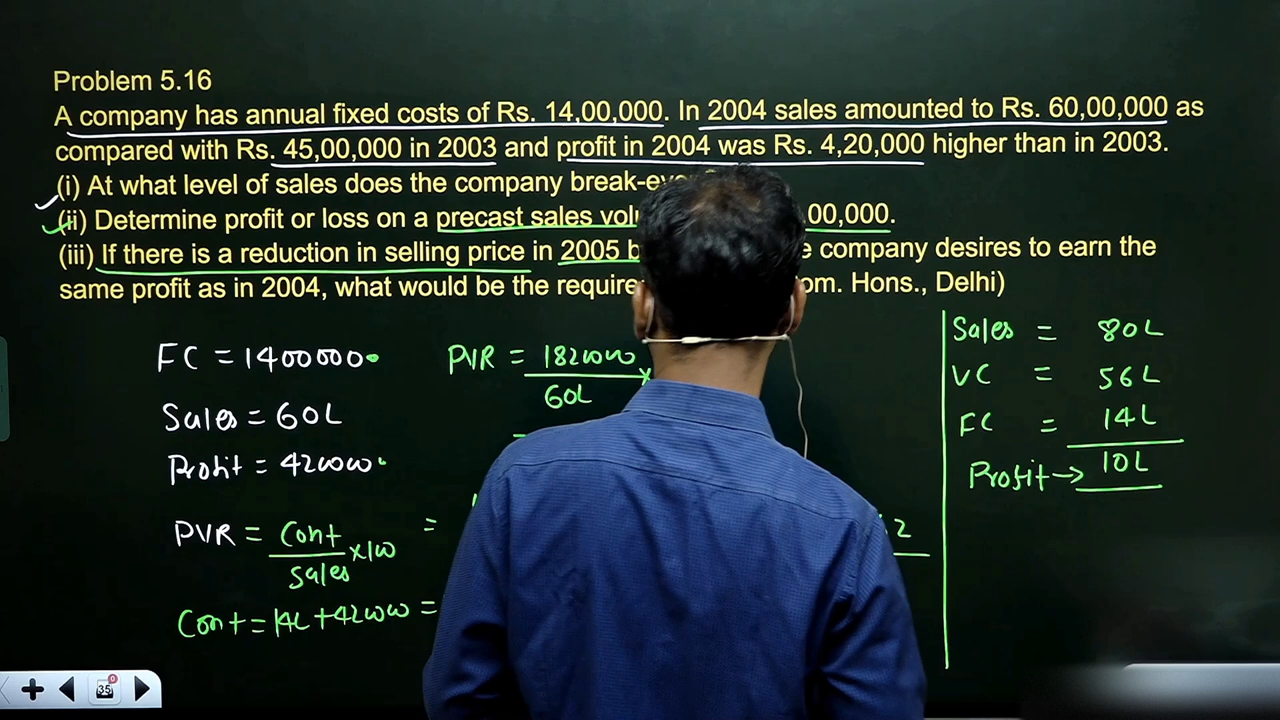 Problem 5.16
A company has annual fixed costs of Rs. 14,00,000. In 2004 sales amounted to Rs. 60,00,000 as
compared with Rs. 45,00,000 in 2003 and profit in 2004 was Rs. 4,20,000 higher than in 2003.
(i) At what level of sales does the company
(ii) Determine profit or loss on a precast sales 00,000.
(iii) If there is a reduction in selling price in 2005 company desires to earn the
same profit as in 2004, what would be the Hons., Delhi)
FC = 1400000
Sales = 60L
Profit = 420000
PVR = Cont / Sales x100 =
Cont = 14L + 420000 =
PVR = 1820000 / 60L x
2
Sales = 80L
VC = 56L
FC = 14L
Profit → 10L
35
0